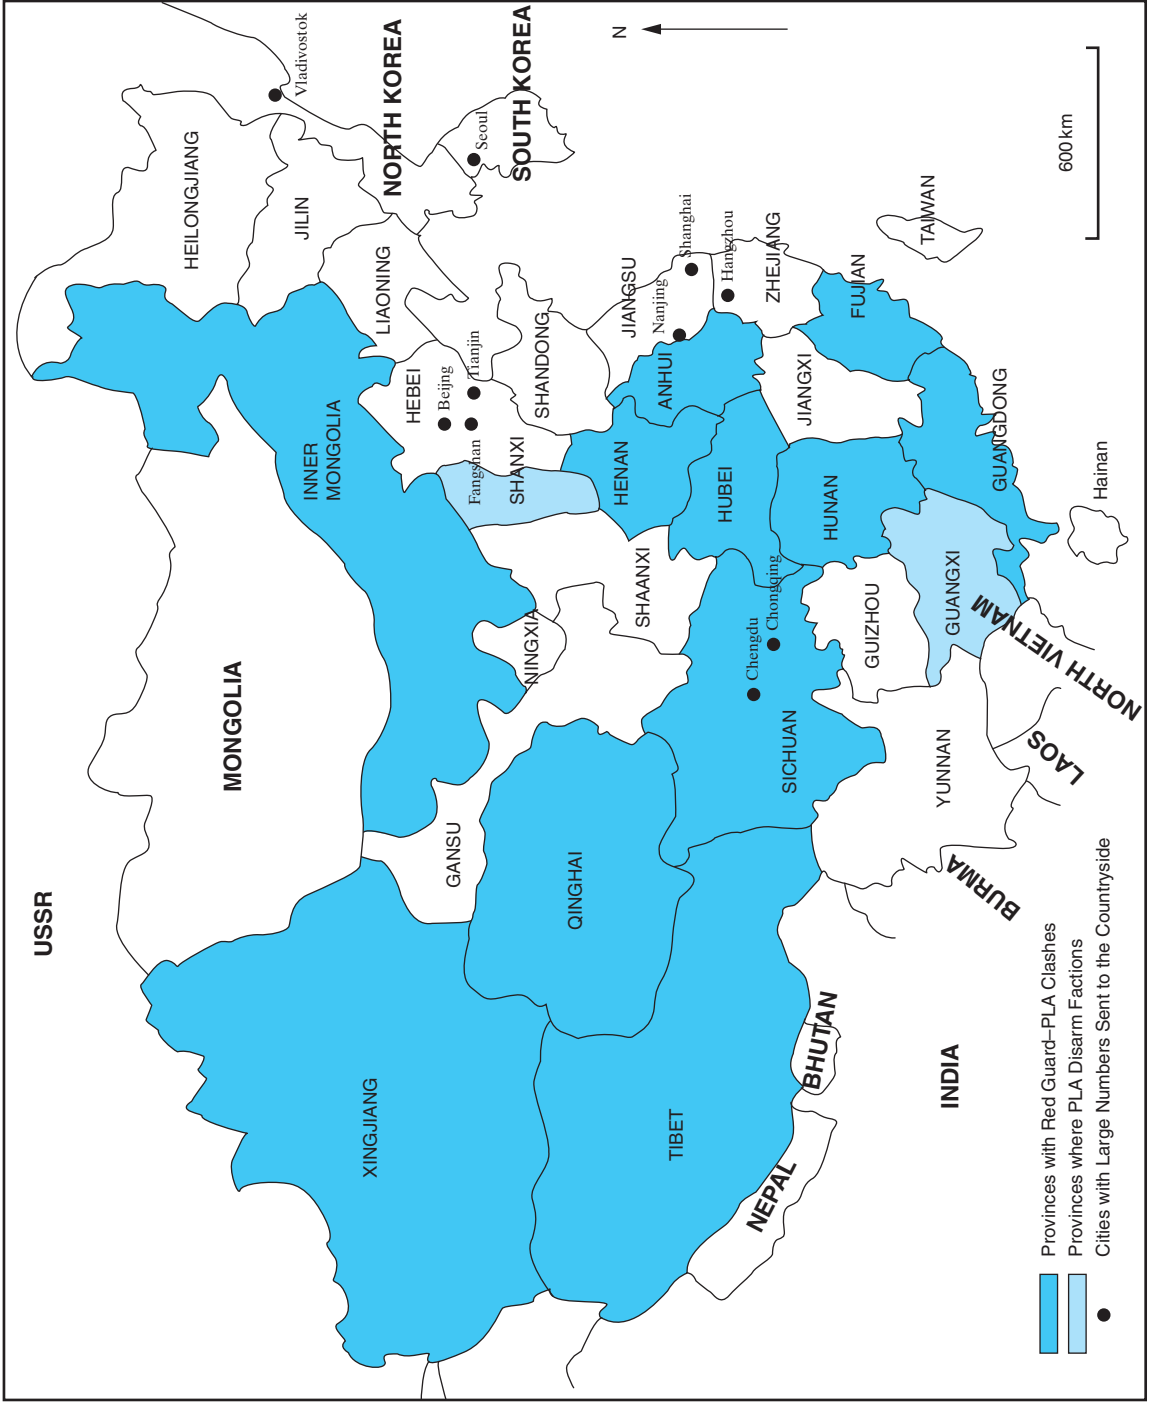 USSR
MONGOLIA
HEILONGJIANG
JILIN
Vladivostok
NORTH KOREA
Seoul
SOUTH KOREA
N
LIAONING
INNER
MONGOLIA
HEBEI
Beijng
Tianjin
Fangshan
SHANXI
SHANDONG
XINGJIANG
GANSU
NINGXIA
QINGHAI
SHAANXI
HENAN
JIANGSU
Nanjing
Shanghai
ANHUI
Hangzhou
ZHEJIANG
HUBEI
TIBET
SICHUAN
Chengdu
Chongqing
HUNAN
JIANGXI
FUJIAN
TAIWAN
GUIZHOU
GUANGXI
GUANGDONG
Hainan
YUNNAN
NEPAL
BHUTAN
INDIA
BURMA
LAOS
NORTH VIETNAM
600 km
Provinces with Red Guard–PLA Clashes
Provinces where PLA Disarm Factions
Cities with Large Numbers Sent to the Countryside